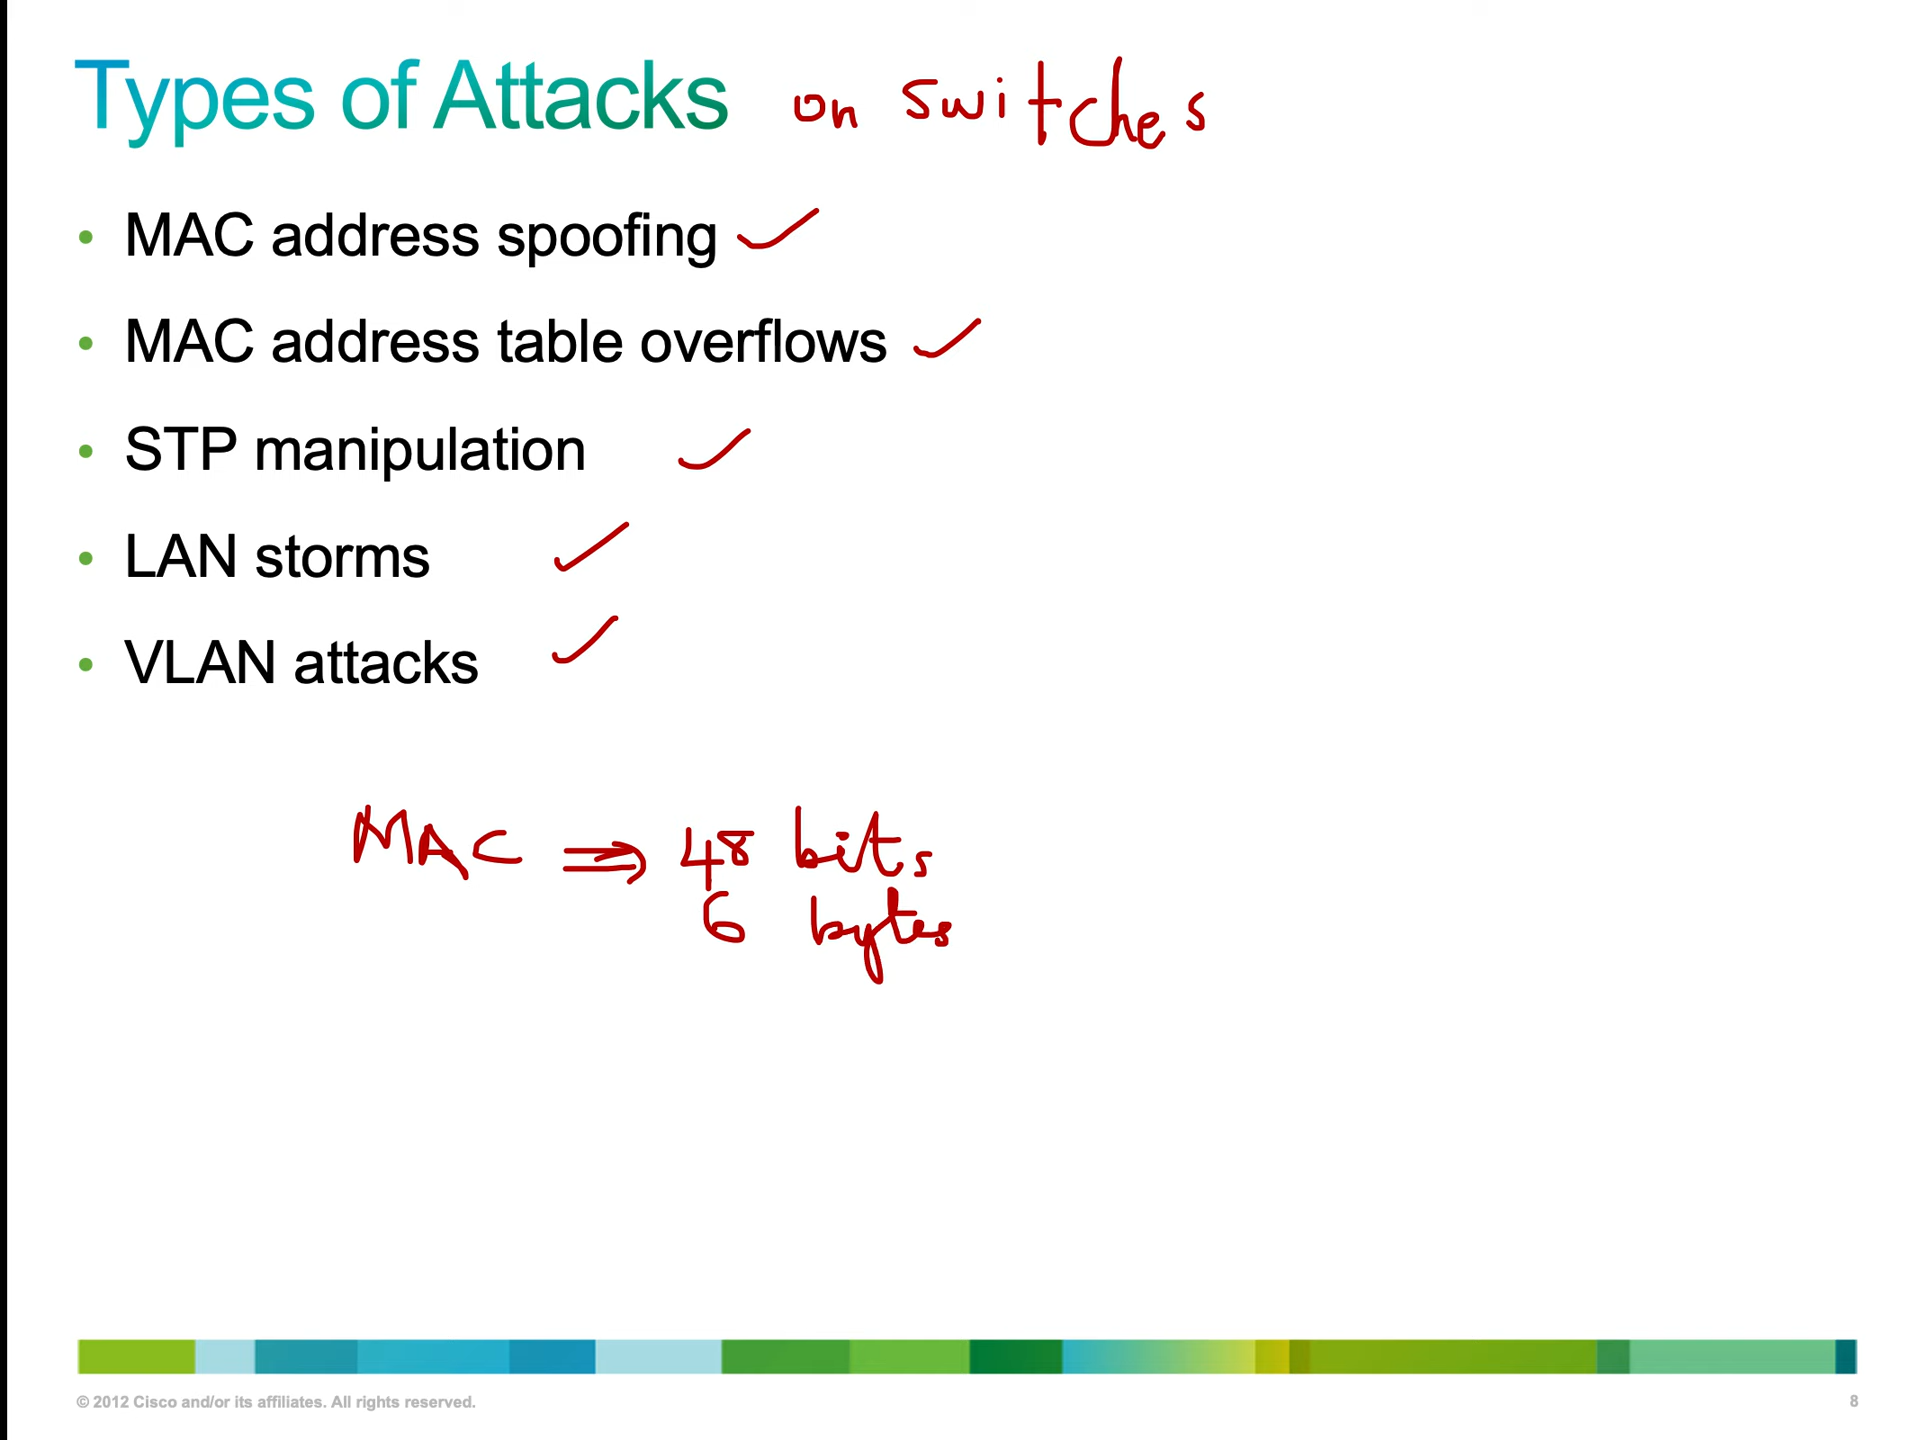 Types of Attacks on switches
• MAC address spoofing ✓
• MAC address table overflows ✓
• STP manipulation ✓
• LAN storms ✓
• VLAN attacks ✓
MAC ⇒ 48 bits
6 bytes
© 2012 Cisco and/or its affiliates. All rights reserved. 8